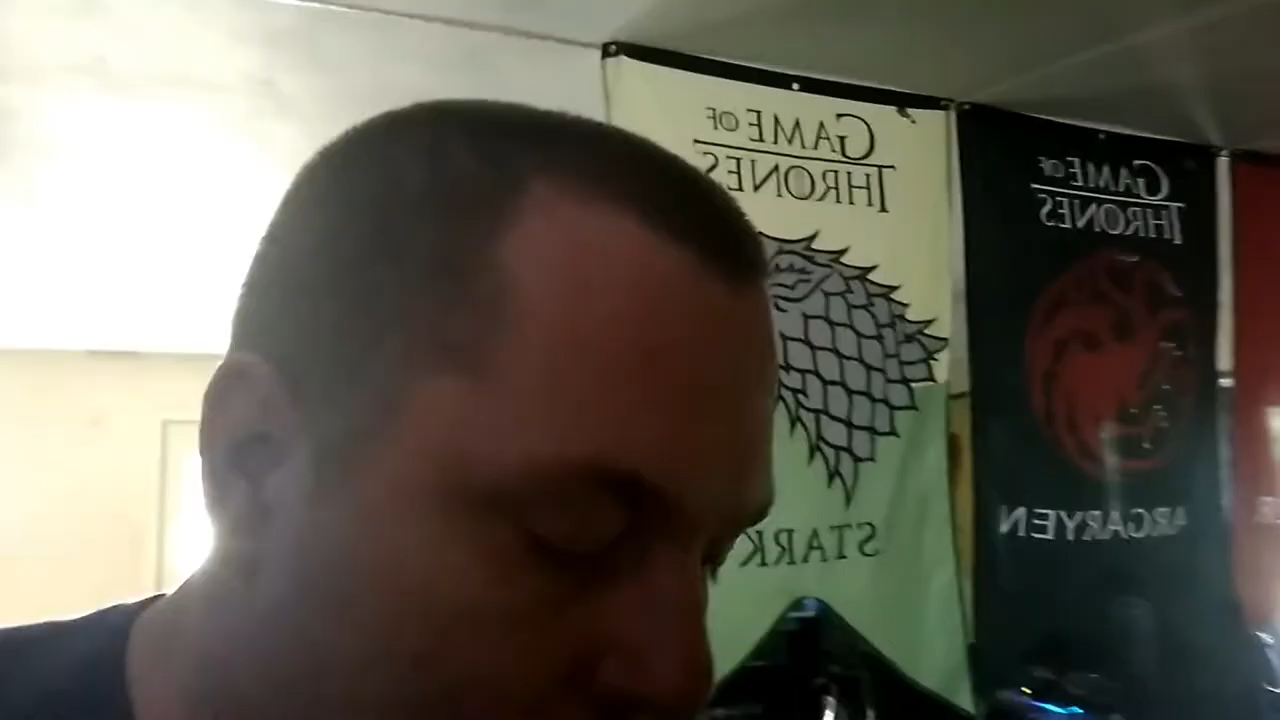 GAME OF
THRONES
STARK
GAME OF
THRONES
ARGARYEN